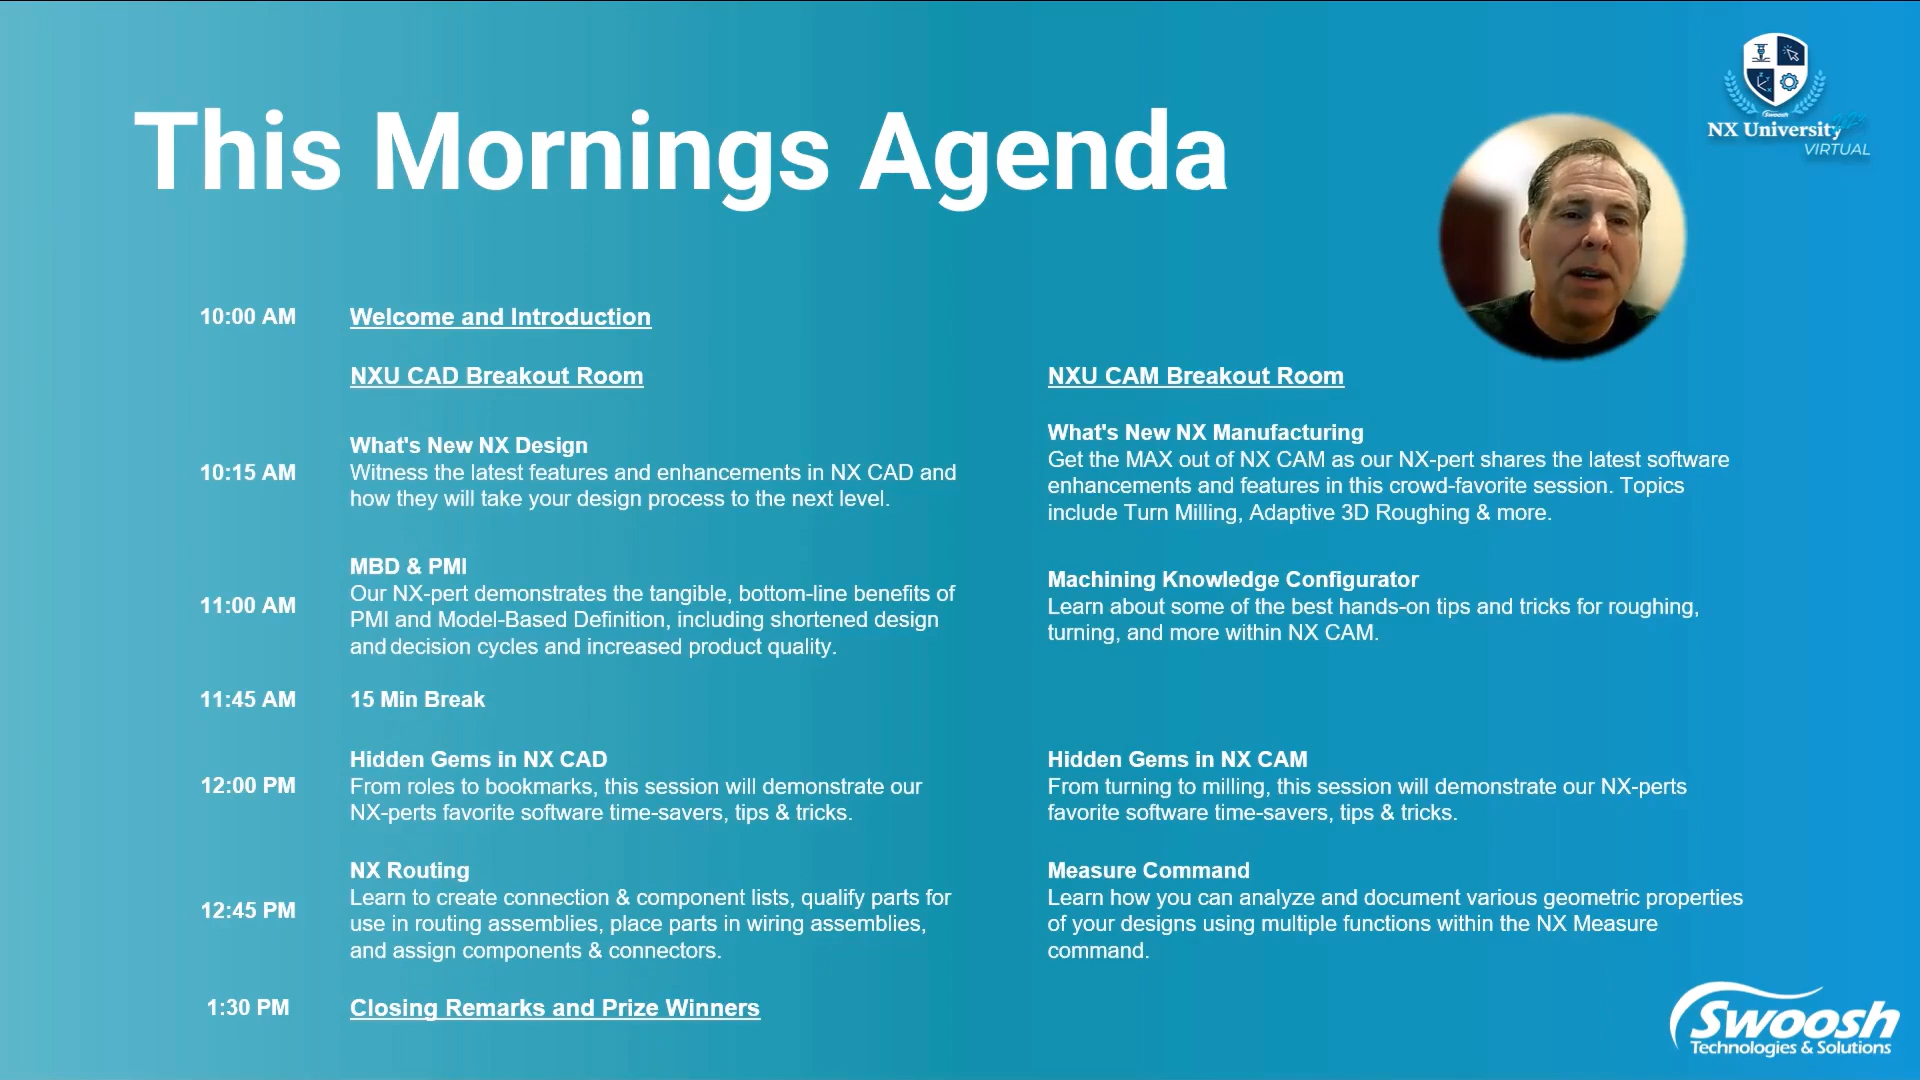 NX University
VIRTUAL
This Mornings Agenda
10:00 AM
Welcome and Introduction
NXU CAD Breakout Room
NXU CAM Breakout Room
10:15 AM
What's New NX Design
Witness the latest features and enhancements in NX CAD and
how they will take your design process to the next level.
What's New NX Manufacturing
Get the MAX out of NX CAM as our NX-pert shares the latest software
enhancements and features in this crowd-favorite session. Topics
include Turn Milling, Adaptive 3D Roughing & more.
11:00 AM
MBD & PMI
Our NX-pert demonstrates the tangible, bottom-line benefits of
PMI and Model-Based Definition, including shortened design
and decision cycles and increased product quality.
Machining Knowledge Configurator
Learn about some of the best hands-on tips and tricks for roughing,
turning, and more within NX CAM.
11:45 AM
15 Min Break
12:00 PM
Hidden Gems in NX CAD
From roles to bookmarks, this session will demonstrate our
NX-perts favorite software time-savers, tips & tricks.
Hidden Gems in NX CAM
From turning to milling, this session will demonstrate our NX-perts
favorite software time-savers, tips & tricks.
12:45 PM
NX Routing
Learn to create connection & component lists, qualify parts for
use in routing assemblies, place parts in wiring assemblies,
and assign components & connectors.
Measure Command
Learn how you can analyze and document various geometric properties
of your designs using multiple functions within the NX Measure
command.
1:30 PM
Closing Remarks and Prize Winners
Swoosh
Technologies & Solutions